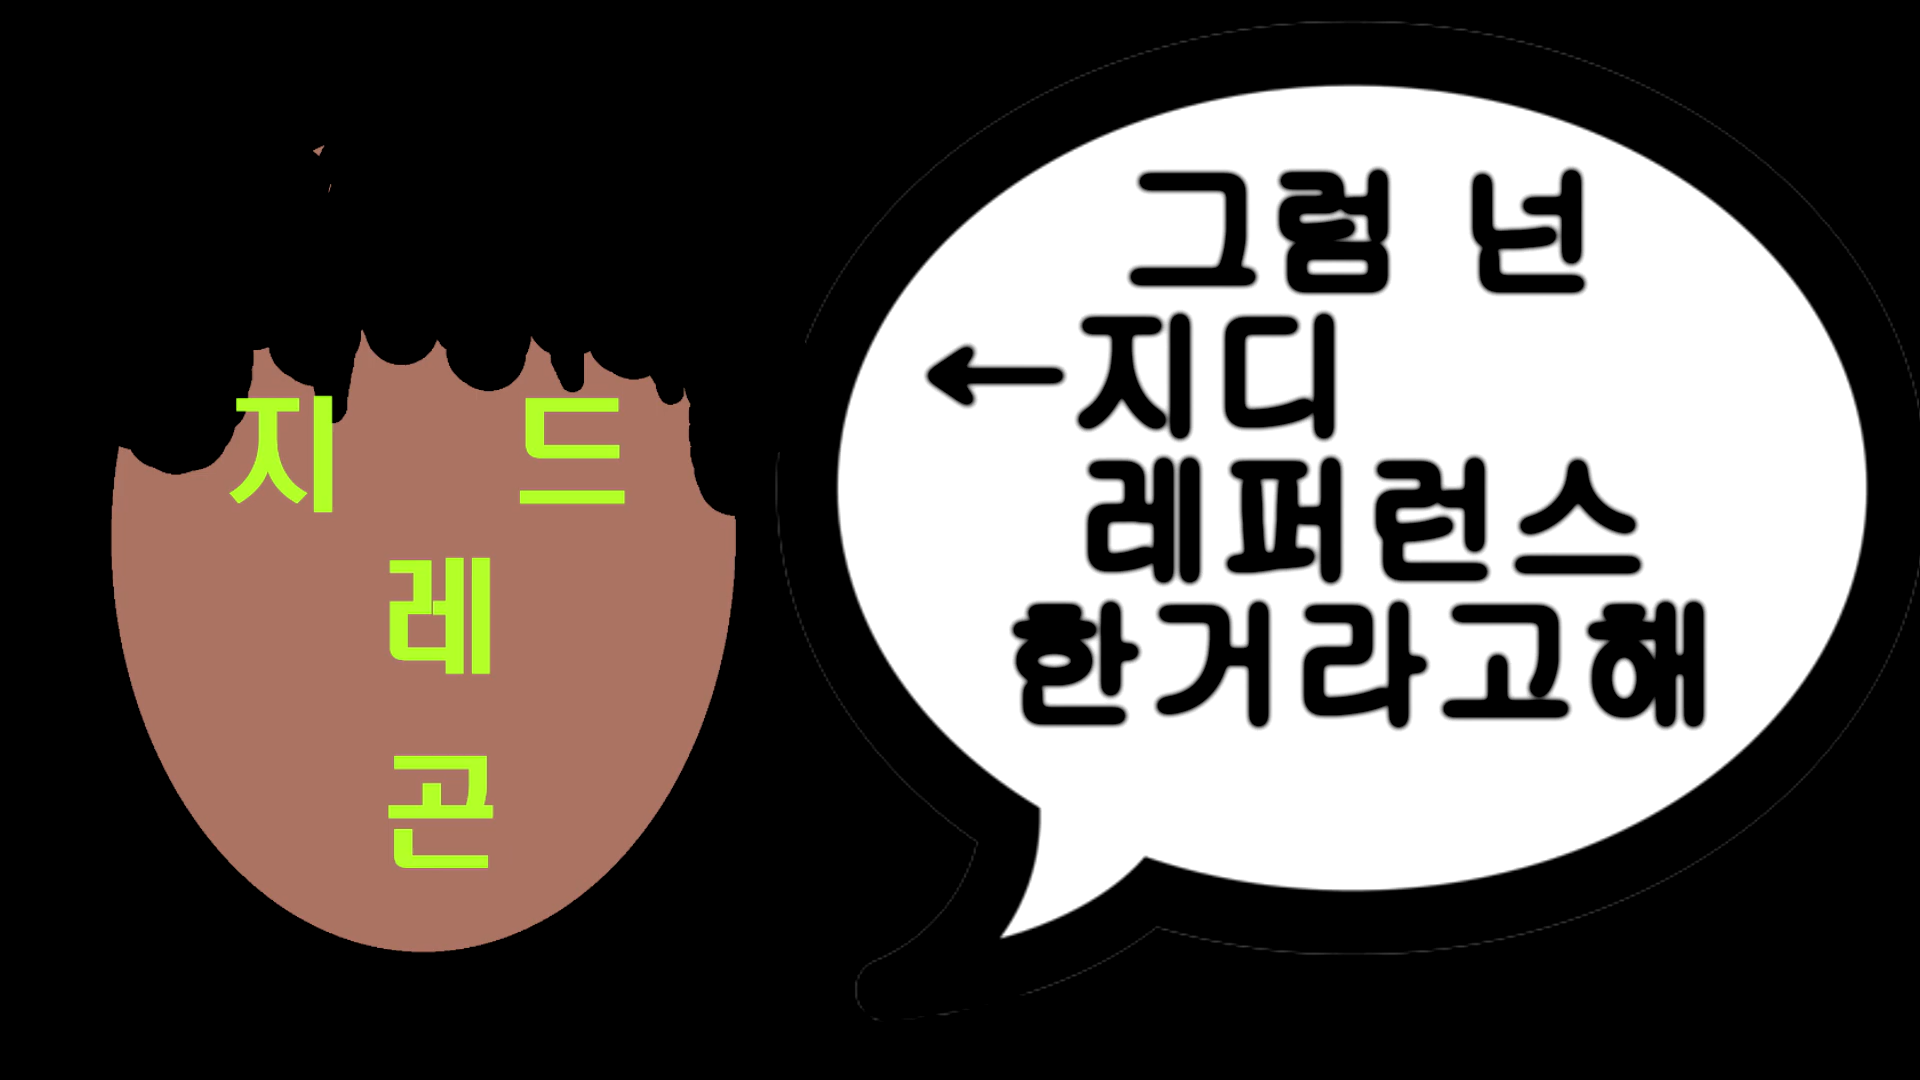 지 드
레
곤
그럼 넌
←지디
레퍼런스
한거라고해